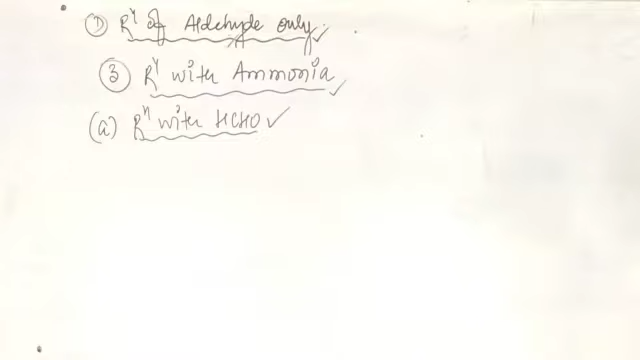 ① Rⁿ of Aldehyde only
③ Rⁿ with Ammonia
(a) Rⁿ with HCHO